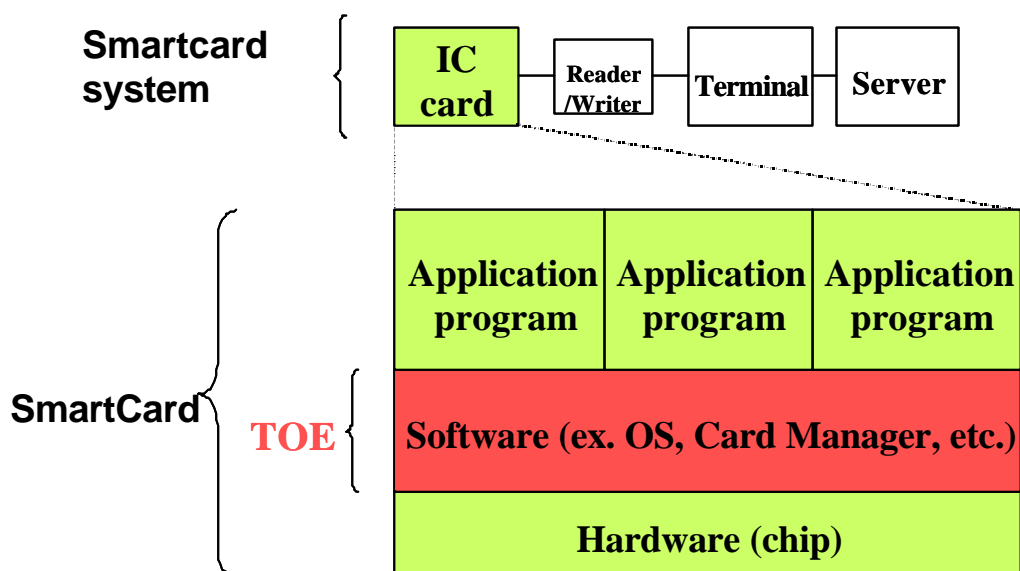 Smartcard
system
IC
card
Reader
/Writer
Terminal
Server
Application
program
Application
program
Application
program
SmartCard
TOE
Software (ex. OS, Card Manager, etc.)
Hardware (chip)